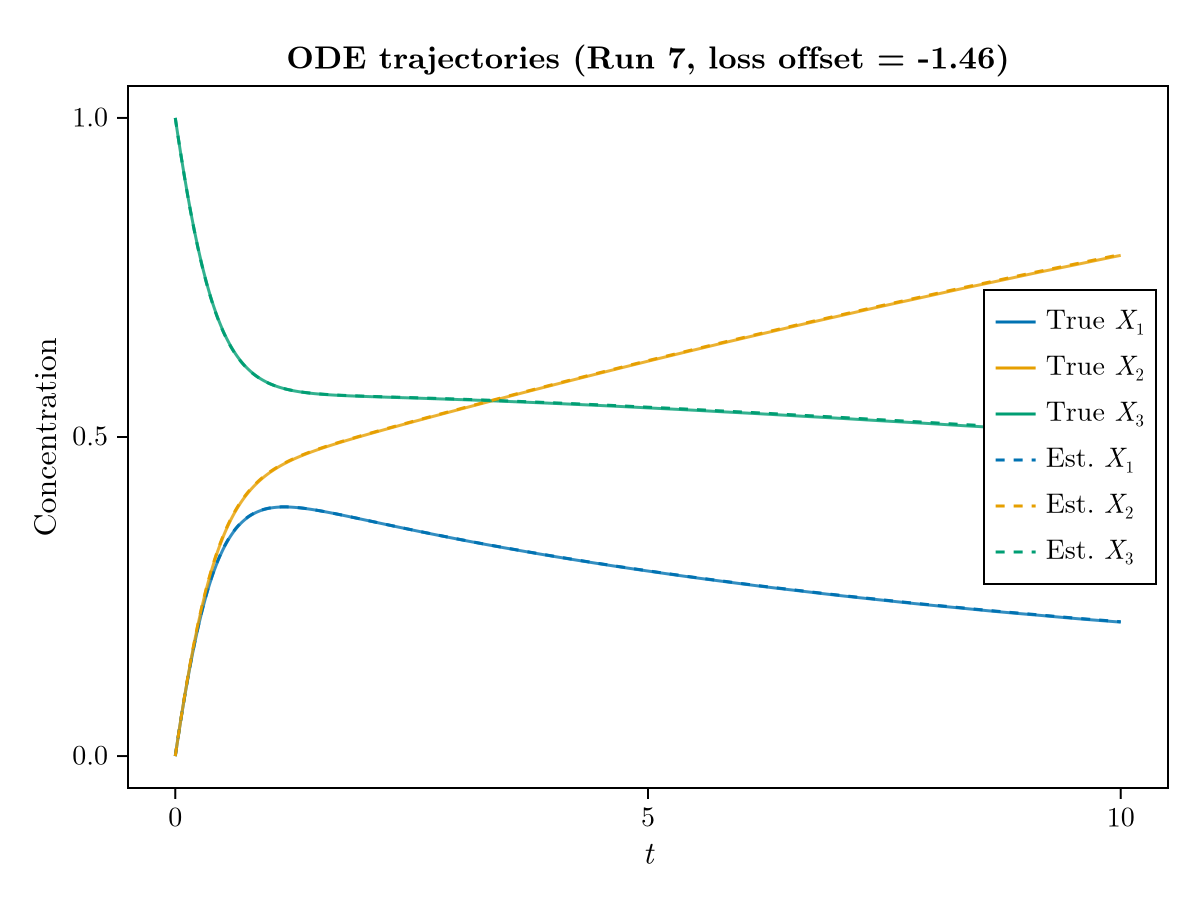 ODE trajectories (Run 7, loss offset = -1.46)
Concentration
1.0
0.5
0.0
True X₁
True X₂
True X₃
Est. X₁
Est. X₂
Est. X₃
0 5 10
t